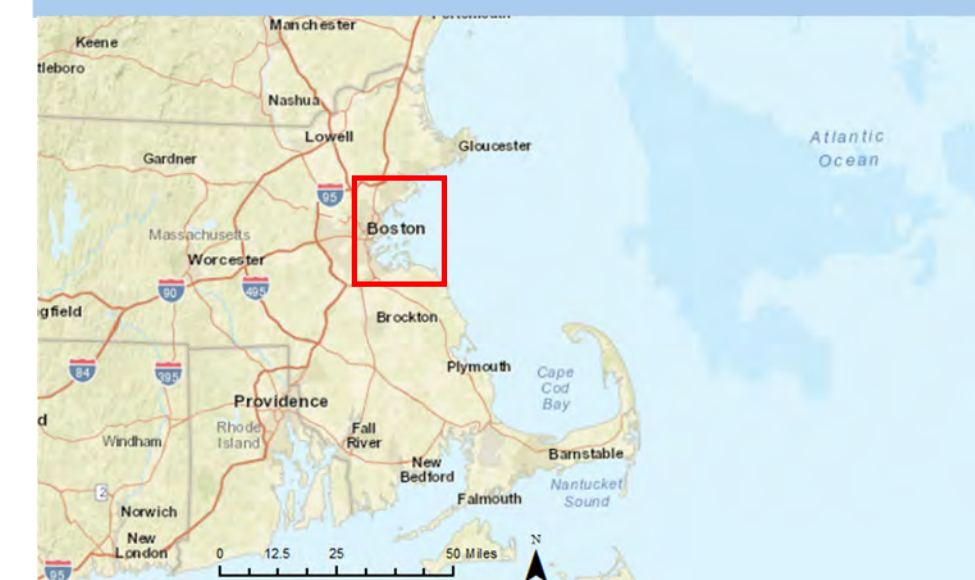 Manchester
Keene
tleboro
Nashua
Lowell
Gloucester
Gardner
Atlantic
Ocean
95
Boston
Massachusetts
Worcester
90
495
gfield
Brockton
84
395
Plymouth
Cape
Cod
Bay
Providence
d
Rhode
Island
Fall
River
Windham
Barnstable
New
Bedford
Nantucket
Sound
2
Falmouth
Norwich
New
London
95
0 12.5 25 50 Miles
N